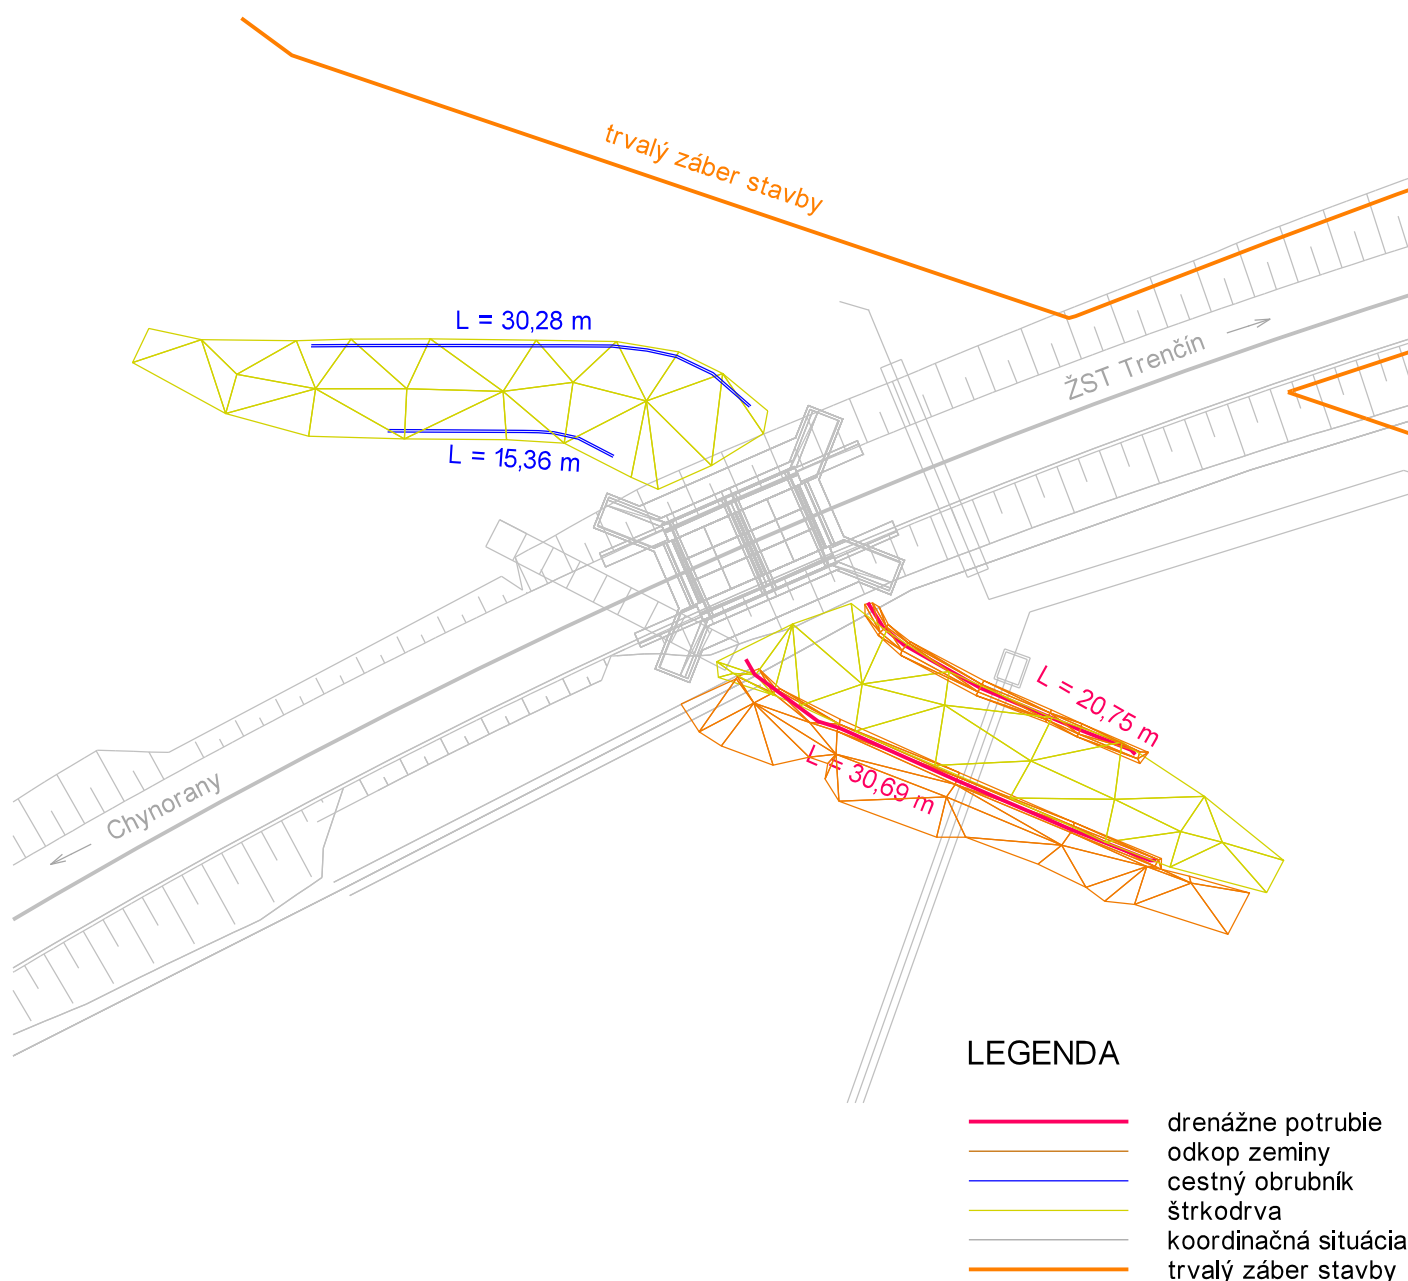 trvalý záber stavby
L = 30,28 m
ŽST Trenčín
L = 15,36 m
L = 20,75 m
L = 30,69 m
Chynorany
LEGENDA
drenážne potrubie
odkop zeminy
cestný obrubník
štrkodrva
koordinačná situácia
trvalý záber stavby